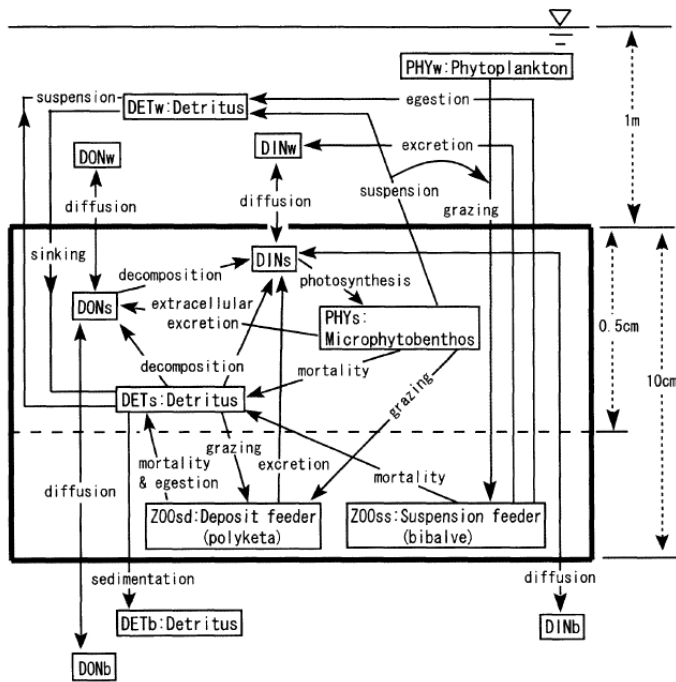 PHYw:Phytoplankton
suspension
DETw:Detritus
egestion
1m
DONw
DINw
excretion
diffusion
diffusion
suspension
grazing
sinking
decomposition
DINs
photosynthesis
DONs
extracellular
excretion
PHYs:
Microphytobenthos
0.5cm
decomposition
mortality
grazing
10cm
DETs:Detritus
grazing
mortality
& egestion
excretion
mortality
diffusion
ZOOsd:Deposit feeder
(polyketa)
ZOOss:Suspension feeder
(bibalve)
sedimentation
diffusion
DETb:Detritus
DINb
DONb